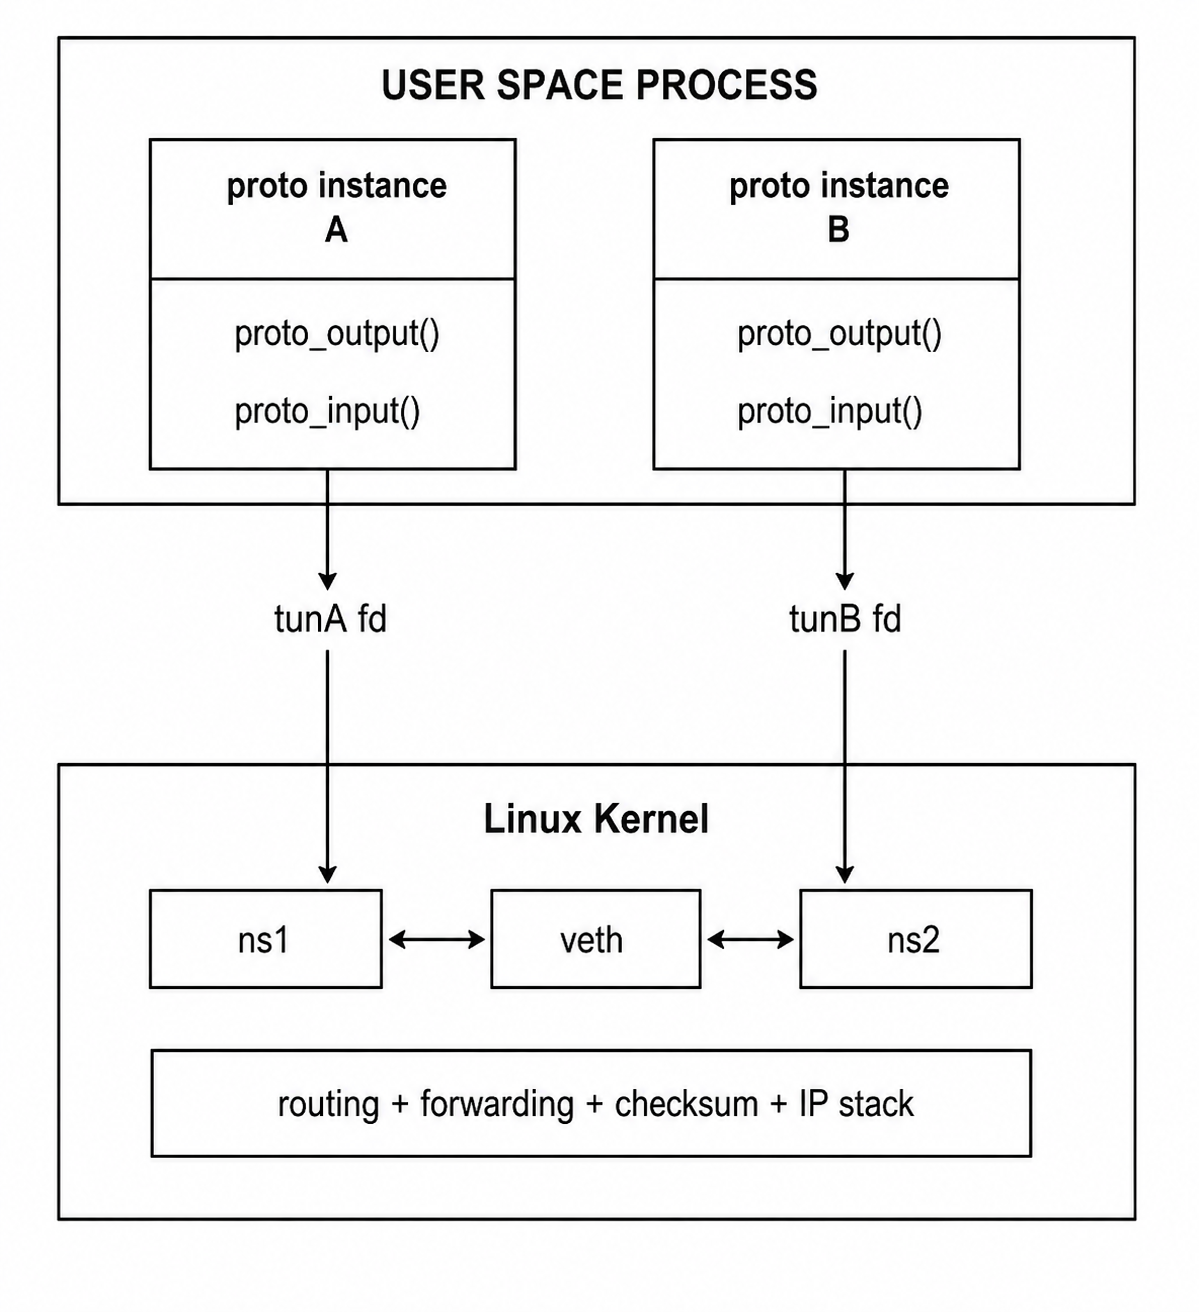 USER SPACE PROCESS
proto instance
A
proto_output()
proto_input()
proto instance
B
proto_output()
proto_input()
tunA fd
tunB fd
Linux Kernel
ns1
veth
ns2
routing + forwarding + checksum + IP stack